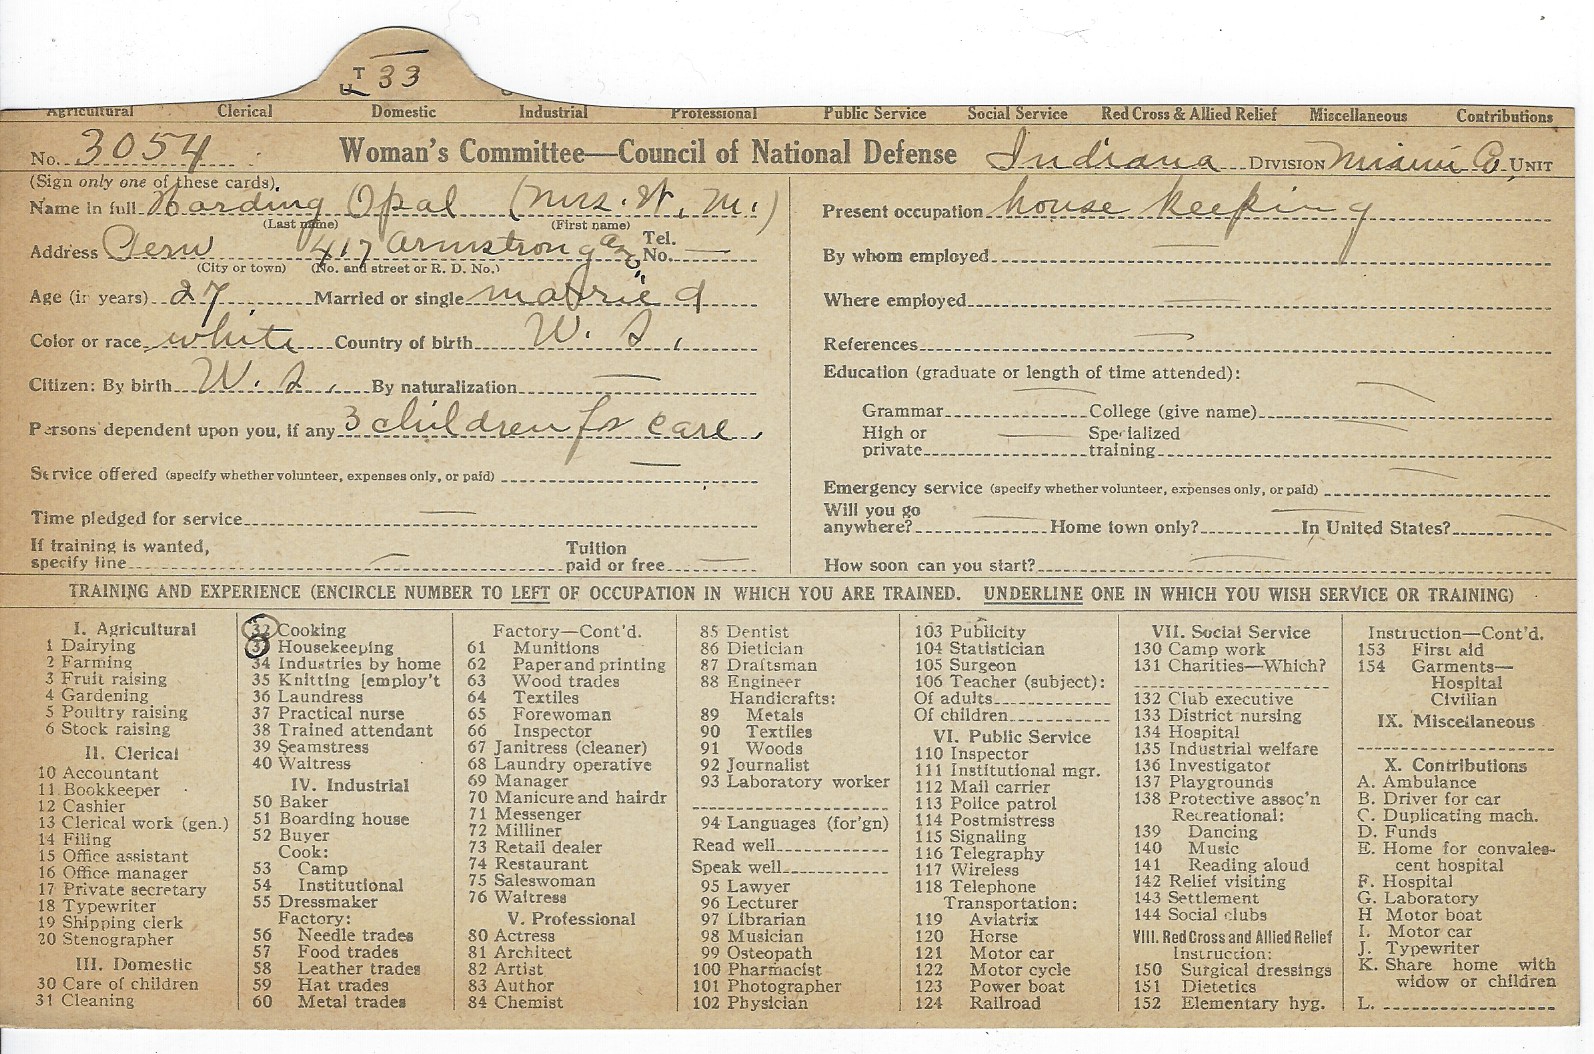 T 33
U
Agricultural Clerical Domestic Industrial Professional Public Service Social Service Red Cross & Allied Relief Miscellaneous Contributions
No. 3054 Woman's Committee—Council of National Defense Indiana Division Miami Co. Unit
(Sign only one of these cards).
Name in full Harding Opal (Mrs. W. M.)
(Last name) (First name)
Address Peru 417 Armstrong ave. Tel. No. —
(City or town) (No. and street or R. D. No.)
Age (in years) 27 Married or single married
Color or race white Country of birth U. S.
Citizen: By birth U. S. By naturalization —
Persons dependent upon you, if any 3 children for care.
Service offered (specify whether volunteer, expenses only, or paid) —
Time pledged for service —
If training is wanted, specify line — Tuition paid or free —
Present occupation house keeping
By whom employed —
Where employed —
References —
Education (graduate or length of time attended):
Grammar — College (give name) —
High or private — Specialized training —
Emergency service (specify whether volunteer, expenses only, or paid) —
Will you go anywhere? — Home town only? — In United States? —
How soon can you start? —
TRAINING AND EXPERIENCE (ENCIRCLE NUMBER TO LEFT OF OCCUPATION IN WHICH YOU ARE TRAINED. UNDERLINE ONE IN WHICH YOU WISH SERVICE OR TRAINING)
I. Agricultural
1 Dairying
2 Farming
3 Fruit raising
4 Gardening
5 Poultry raising
6 Stock raising
II. Clerical
10 Accountant
11 Bookkeeper
12 Cashier
13 Clerical work (gen.)
14 Filing
15 Office assistant
16 Office manager
17 Private secretary
18 Typewriter
19 Shipping clerk
20 Stenographer
III. Domestic
30 Care of children
31 Cleaning
32 Cooking
33 Housekeeping
34 Industries by home
35 Knitting [employ't
36 Laundress
37 Practical nurse
38 Trained attendant
39 Seamstress
40 Waitress
IV. Industrial
50 Baker
51 Boarding house
52 Buyer
Cook:
53 Camp
54 Institutional
55 Dressmaker
Factory:
56 Needle trades
57 Food trades
58 Leather trades
59 Hat trades
60 Metal trades
Factory—Cont'd.
61 Munitions
62 Paper and printing
63 Wood trades
64 Textiles
65 Forewoman
66 Inspector
67 Janitress (cleaner)
68 Laundry operative
69 Manager
70 Manicure and hairdr
71 Messenger
72 Milliner
73 Retail dealer
74 Restaurant
75 Saleswoman
76 Waitress
V. Professional
80 Actress
81 Architect
82 Artist
83 Author
84 Chemist
85 Dentist
86 Dietician
87 Draftsman
88 Engineer
Handicrafts:
89 Metals
90 Textiles
91 Woods
92 Journalist
93 Laboratory worker
94 Languages (for'gn)
Read well
Speak well
95 Lawyer
96 Lecturer
97 Librarian
98 Musician
99 Osteopath
100 Pharmacist
101 Photographer
102 Physician
103 Publicity
104 Statistician
105 Surgeon
106 Teacher (subject):
Of adults
Of children
VI. Public Service
110 Inspector
111 Institutional mgr.
112 Mail carrier
113 Police patrol
114 Postmistress
115 Signaling
116 Telegraphy
117 Wireless
118 Telephone
Transportation:
119 Aviatrix
120 Horse
121 Motor car
122 Motor cycle
123 Power boat
124 Railroad
VII. Social Service
130 Camp work
131 Charities—Which?
132 Club executive
133 District nursing
134 Hospital
135 Industrial welfare
136 Investigator
137 Playgrounds
138 Protective assoc'n
Recreational:
139 Dancing
140 Music
141 Reading aloud
142 Relief visiting
143 Settlement
144 Social clubs
VIII. Red Cross and Allied Relief
Instruction:
150 Surgical dressings
151 Dietetics
152 Elementary hyg.
Instruction—Cont'd.
153 First aid
154 Garments—
Hospital
Civilian
IX. Miscellaneous
X. Contributions
A. Ambulance
B. Driver for car
C. Duplicating mach.
D. Funds
E. Home for convales-
cent hospital
F. Hospital
G. Laboratory
H Motor boat
I. Motor car
J. Typewriter
K. Share home with
widow or children
L.